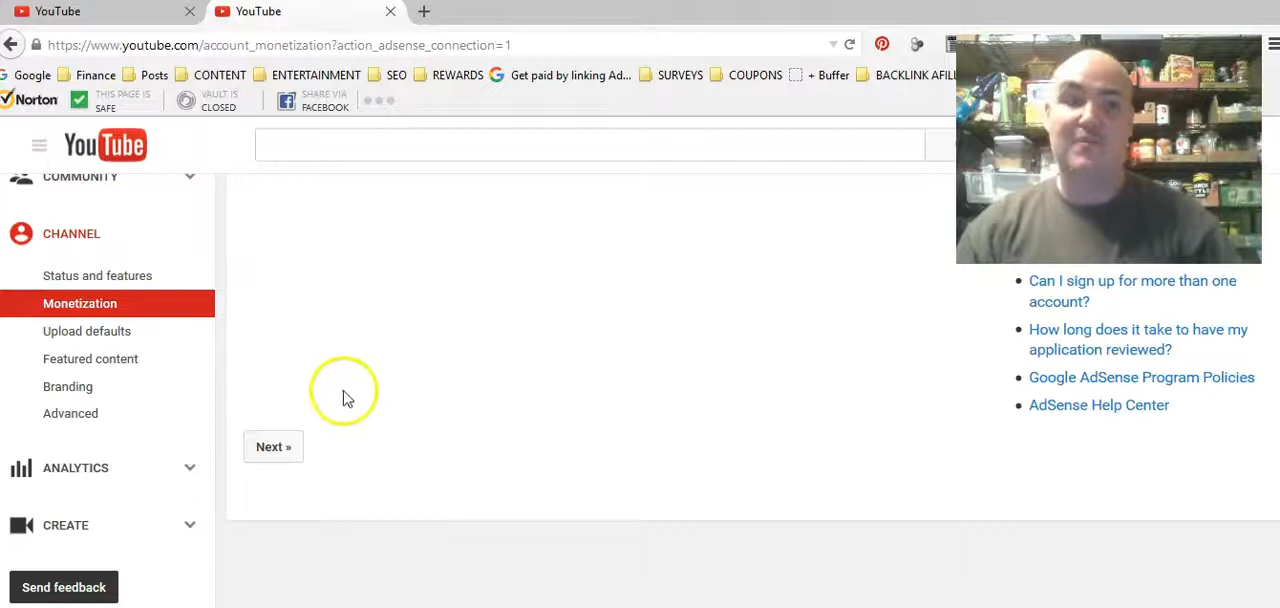 YouTube
YouTube
https://www.youtube.com/account_monetization?action_adsense_connection=1
Google Finance Posts CONTENT ENTERTAINMENT SEO REWARDS Get paid by linking Ad... SURVEYS COUPONS + Buffer BACKLINK AFILL
Norton THIS PAGE IS SAFE VAULT IS CLOSED SHARE VIA FACEBOOK
YouTube
COMMUNITY
CHANNEL
Status and features
Monetization
Upload defaults
Featured content
Branding
Advanced
ANALYTICS
CREATE
Send feedback
Next »
Can I sign up for more than one
account?
How long does it take to have my
application reviewed?
Google AdSense Program Policies
AdSense Help Center